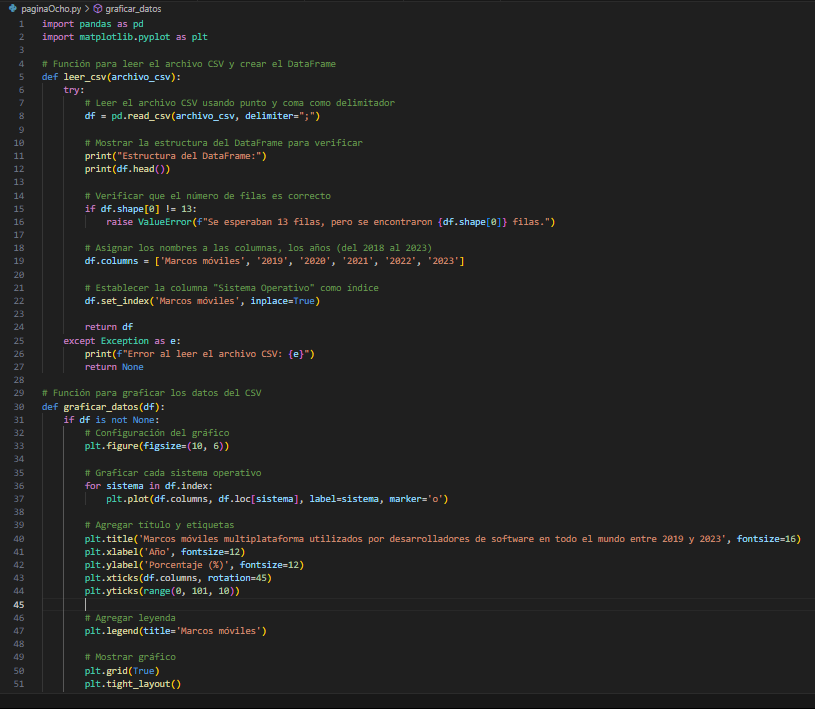 paginaOcho.py > graficar_datos
1 import pandas as pd
2 import matplotlib.pyplot as plt
3
4 # Función para leer el archivo CSV y crear el DataFrame
5 def leer_csv(archivo_csv):
6     try:
7         # Leer el archivo CSV usando punto y coma como delimitador
8         df = pd.read_csv(archivo_csv, delimiter=";")
9
10         # Mostrar la estructura del DataFrame para verificar
11         print("Estructura del DataFrame:")
12         print(df.head())
13
14         # Verificar que el número de filas es correcto
15         if df.shape[0] != 13:
16             raise ValueError(f"Se esperaban 13 filas, pero se encontraron {df.shape[0]} filas.")
17
18         # Asignar los nombres a las columnas, los años (del 2018 al 2023)
19         df.columns = ['Marcos móviles', '2019', '2020', '2021', '2022', '2023']
20
21         # Establecer la columna "Sistema Operativo" como índice
22         df.set_index('Marcos móviles', inplace=True)
23
24         return df
25     except Exception as e:
26         print(f"Error al leer el archivo CSV: {e}")
27         return None
28
29 # Función para graficar los datos del CSV
30 def graficar_datos(df):
31     if df is not None:
32         # Configuración del gráfico
33         plt.figure(figsize=(10, 6))
34
35         # Graficar cada sistema operativo
36         for sistema in df.index:
37             plt.plot(df.columns, df.loc[sistema], label=sistema, marker='o')
38
39         # Agregar título y etiquetas
40         plt.title('Marcos móviles multiplataforma utilizados por desarrolladores de software en todo el mundo entre 2019 y 2023', fontsize=16)
41         plt.xlabel('Año', fontsize=12)
42         plt.ylabel('Porcentaje (%)', fontsize=12)
43         plt.xticks(df.columns, rotation=45)
44         plt.yticks(range(0, 101, 10))
45
46         # Agregar leyenda
47         plt.legend(title='Marcos móviles')
48
49         # Mostrar gráfico
50         plt.grid(True)
51         plt.tight_layout()